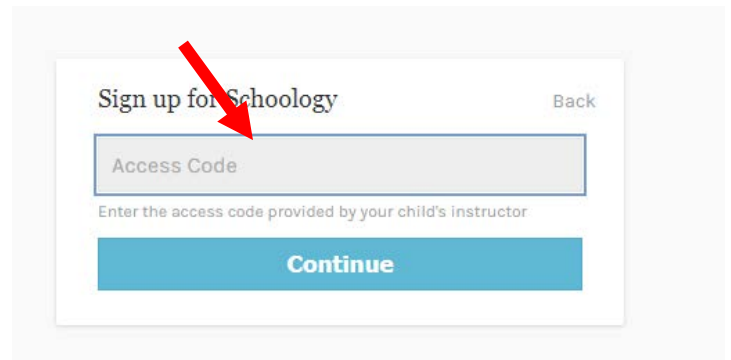 Sign up for Schoology
Back
Access Code
Enter the access code provided by your child's instructor
Continue